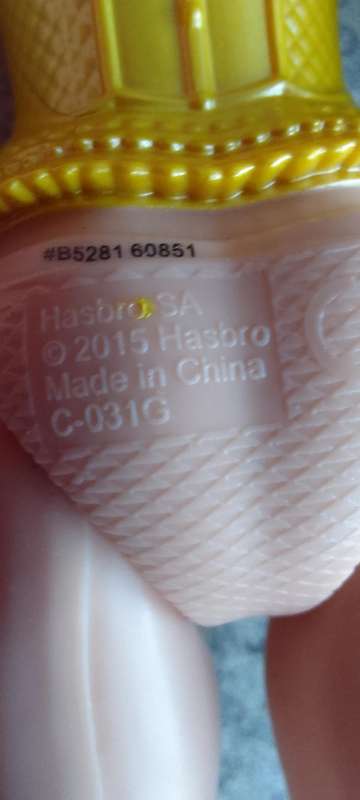 #B5281 60851
Hasbro SA
© 2015 Hasbro
Made in China
C-031G